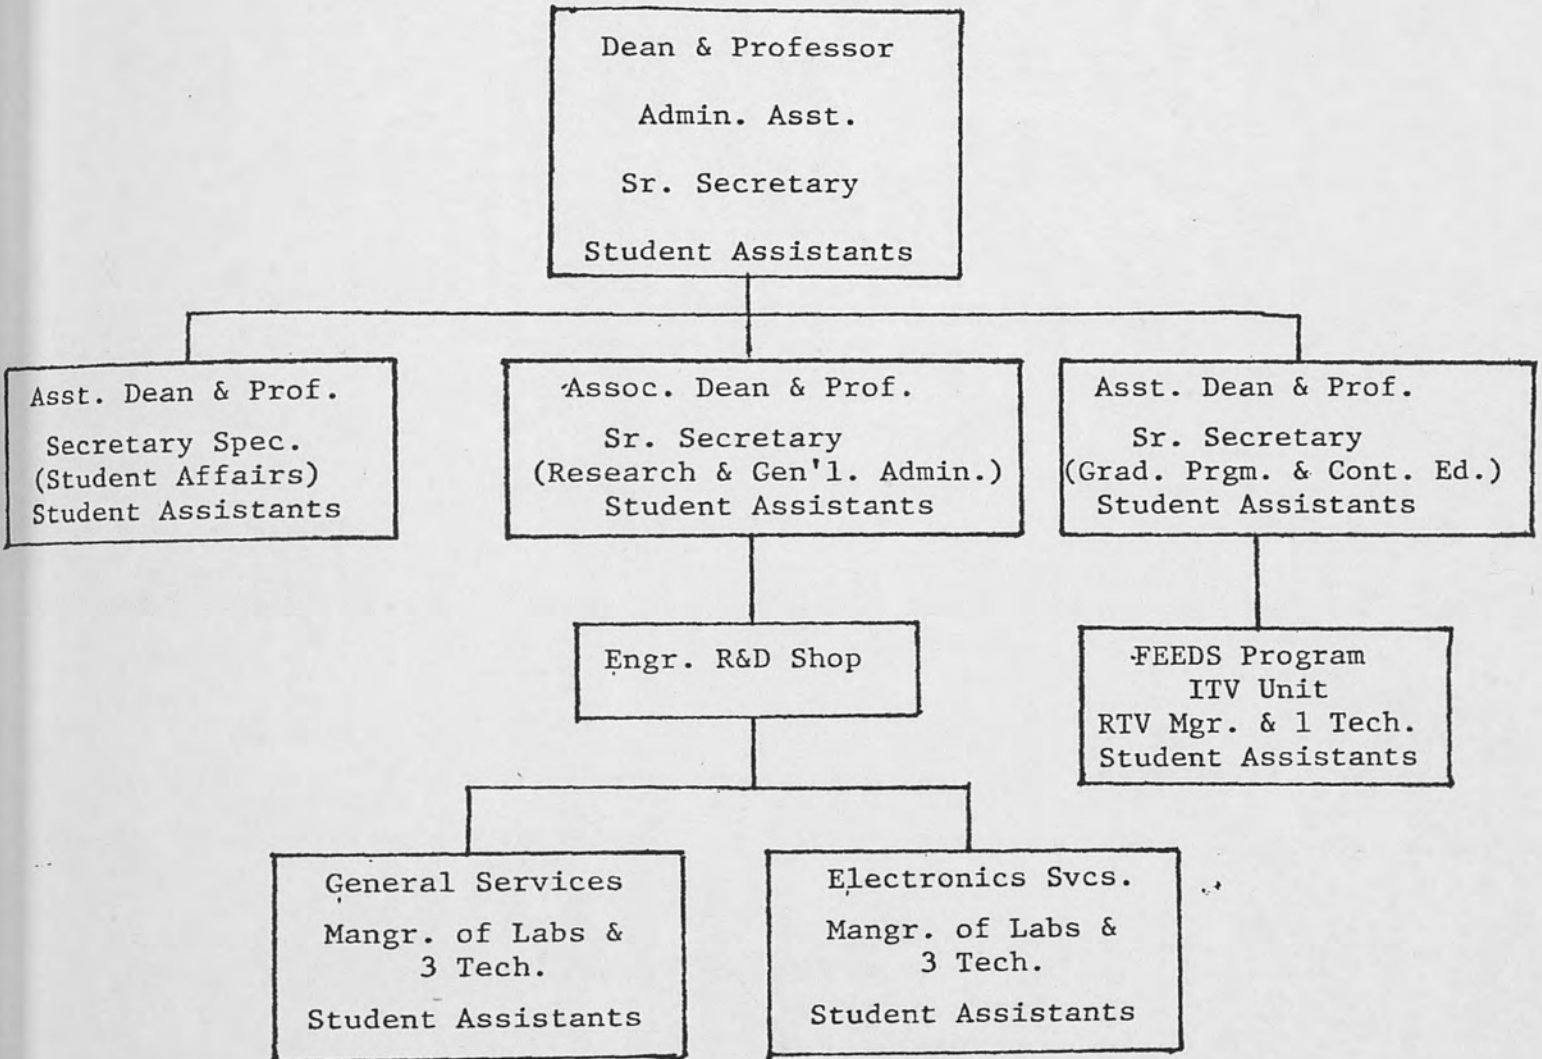 Dean & Professor
Admin. Asst.
Sr. Secretary
Student Assistants
Asst. Dean & Prof.
Secretary Spec.
(Student Affairs)
Student Assistants
Assoc. Dean & Prof.
Sr. Secretary
(Research & Gen'l. Admin.)
Student Assistants
Asst. Dean & Prof.
Sr. Secretary
(Grad. Prgm. & Cont. Ed.)
Student Assistants
Engr. R&D Shop
FEEDS Program
ITV Unit
RTV Mgr. & 1 Tech.
Student Assistants
General Services
Mangr. of Labs &
3 Tech.
Student Assistants
Electronics Svcs.
Mangr. of Labs &
3 Tech.
Student Assistants